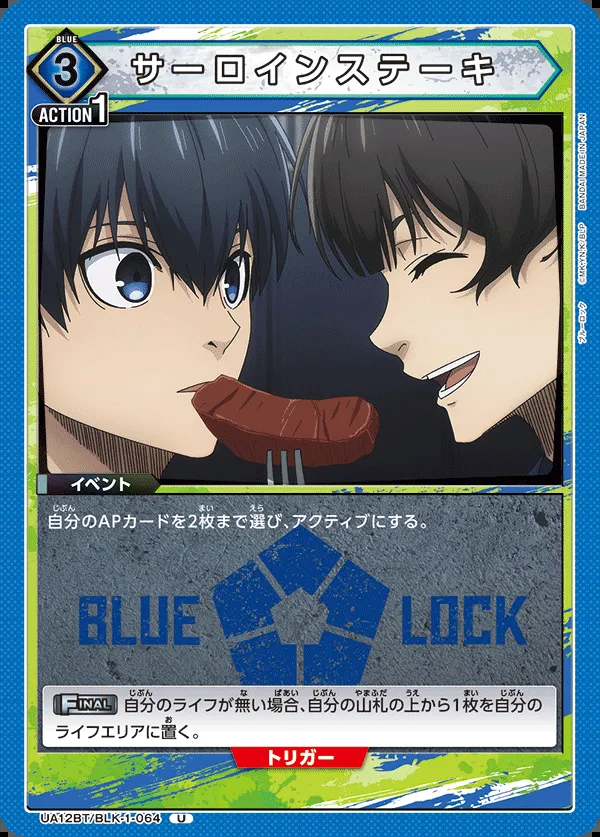 BLUE
3
サーロインステーキ
ACTION 1
BANDAI MADE IN JAPAN
©MK·YN,K/BLP
ブルーロック
イベント
自分のAPカードを2枚まで選び、アクティブにする。
BLUE LOCK
FINAL 自分のライフが無い場合、自分の山札の上から1枚を自分の
ライフエリアに置く。
トリガー
UA12BT/BLK-1-064 U